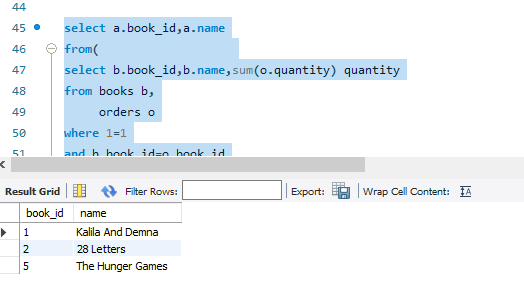 44
45 select a.book_id,a.name
46 from(
47 select b.book_id,b.name,sum(o.quantity) quantity
48 from books b,
49 orders o
50 where 1=1
51 and b.book_id=o.book_id
Result Grid Filter Rows: Export: Wrap Cell Content: IA
book_id name
1 Kalila And Demna
2 28 Letters
5 The Hunger Games